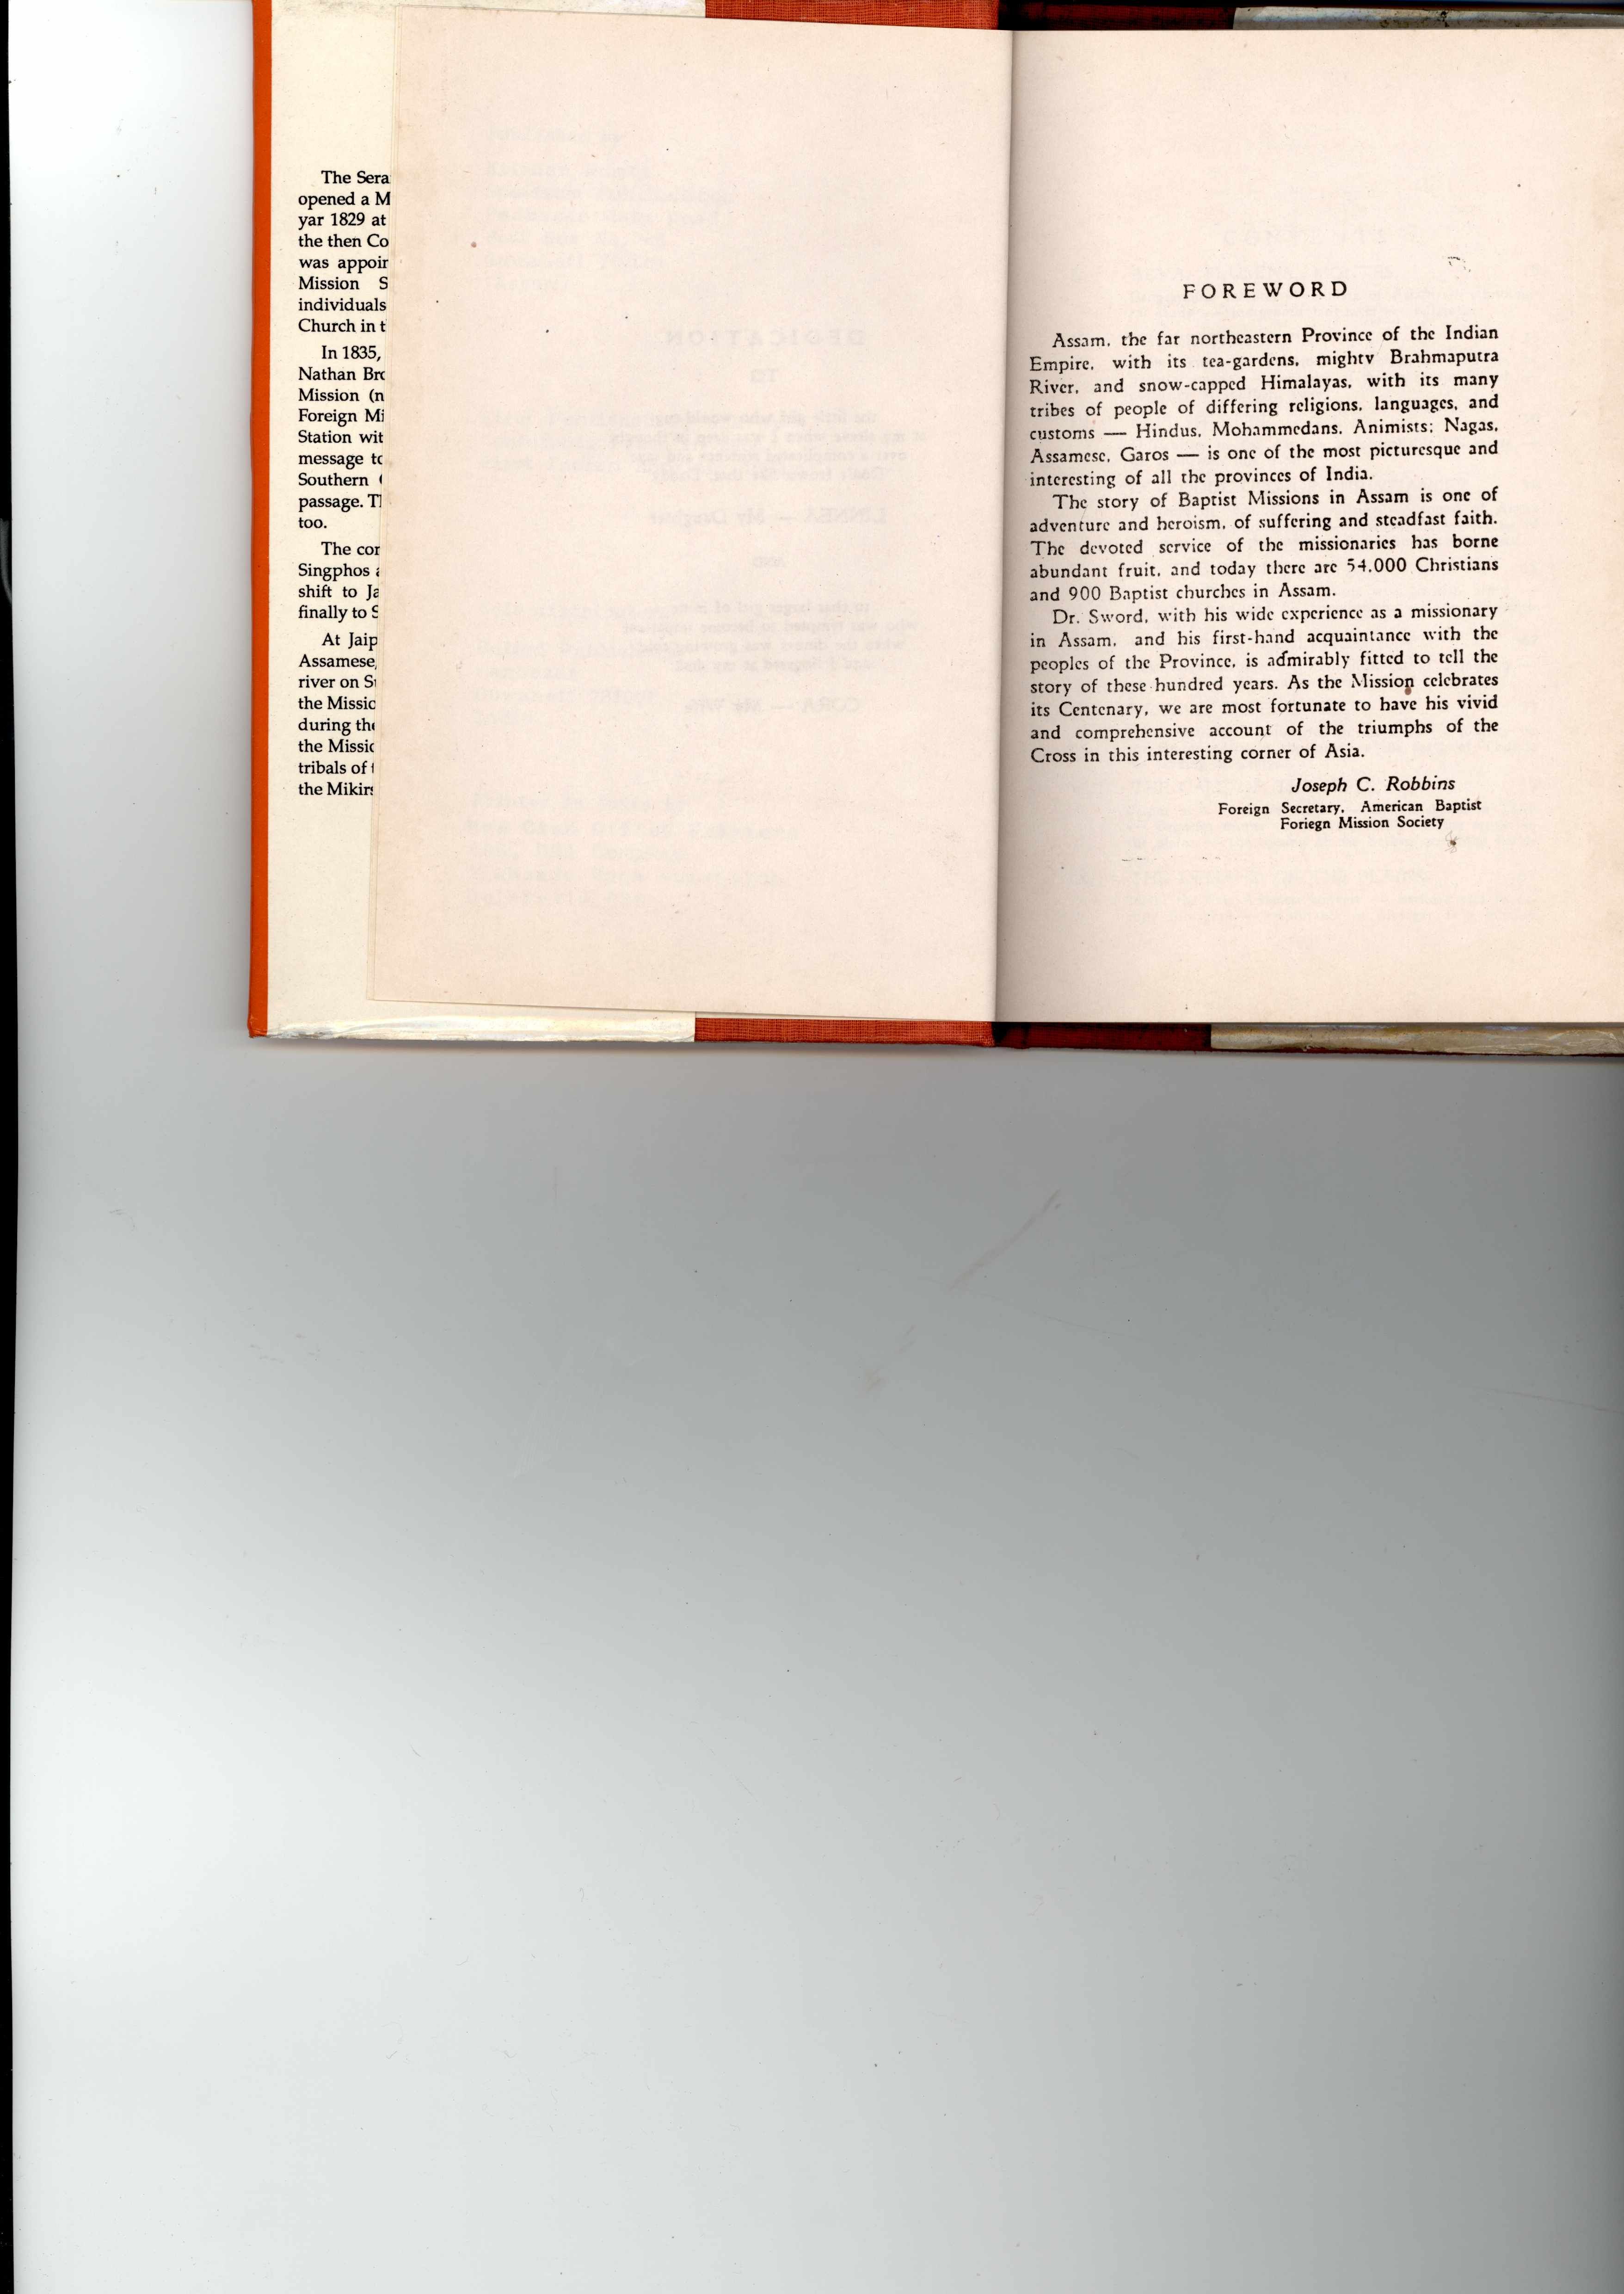 The Sera
opened a M
yar 1829 at
the then Co
was appoin
Mission S
individuals
Church in t
In 1835,
Nathan Bro
Mission (n
Foreign Mi
Station wit
message to
Southern
passage. T
too.
The cor
Singphos a
shift to Ja
finally to S
At Jaip
Assamese,
river on S
the Missio
during the
the Missio
tribals of t
the Mikirs
FOREWORD
Assam, the far northeastern Province of the Indian
Empire, with its tea-gardens, mighty Brahmaputra
River, and snow-capped Himalayas, with its many
tribes of people of differing religions, languages, and
customs — Hindus, Mohammedans, Animists; Nagas,
Assamese, Garos — is one of the most picturesque and
interesting of all the provinces of India.
The story of Baptist Missions in Assam is one of
adventure and heroism, of suffering and steadfast faith.
The devoted service of the missionaries has borne
abundant fruit, and today there are 54,000 Christians
and 900 Baptist churches in Assam.
Dr. Sword, with his wide experience as a missionary
in Assam, and his first-hand acquaintance with the
peoples of the Province, is admirably fitted to tell the
story of these hundred years. As the Mission celebrates
its Centenary, we are most fortunate to have his vivid
and comprehensive account of the triumphs of the
Cross in this interesting corner of Asia.
Joseph C. Robbins
Foreign Secretary, American Baptist
Foriegn Mission Society